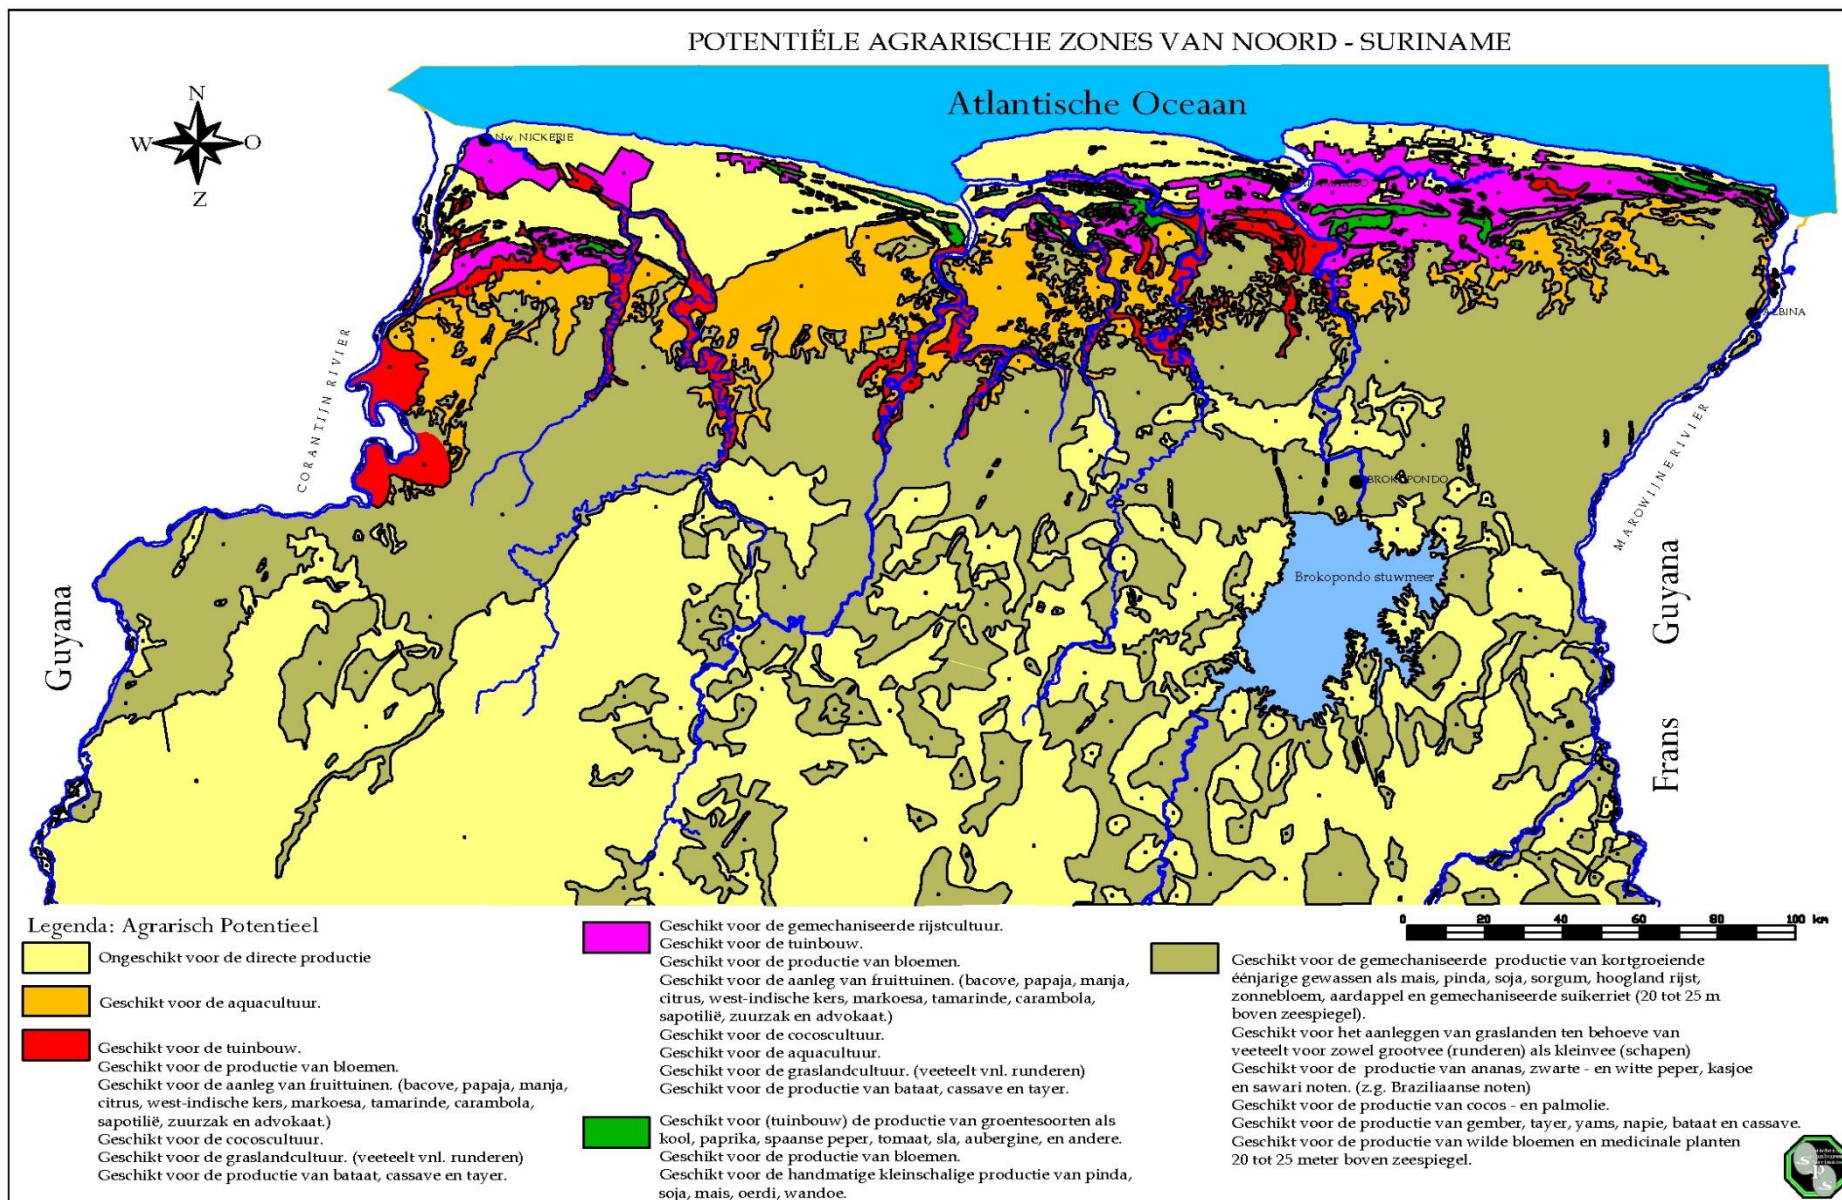 POTENTIËLE AGRARISCHE ZONES VAN NOORD - SURINAME
Atlantische Oceaan
N
W
O
Z
Nw. NICKERIE
ALBINA
CORANTIJN RIVIER
MAROWIJNERIVIER
BROKOPONDO
Brokopondo stuwmeer
Guyana
Frans Guyana
Legenda: Agrarisch Potentieel
Ongeschikt voor de directe productie
Geschikt voor de aquacultuur.
Geschikt voor de tuinbouw.
Geschikt voor de productie van bloemen.
Geschikt voor de aanleg van fruittuinen. (bacove, papaja, manja,
citrus, west-indische kers, markoesa, tamarinde, carambola,
sapotilië, zuurzak en advokaat.)
Geschikt voor de cocoscultuur.
Geschikt voor de graslandcultuur. (veeteelt vnl. runderen)
Geschikt voor de productie van bataat, cassave en tayer.
Geschikt voor de gemechaniseerde rijstcultuur.
Geschikt voor de tuinbouw.
Geschikt voor de productie van bloemen.
Geschikt voor de aanleg van fruittuinen. (bacove, papaja, manja,
citrus, west-indische kers, markoesa, tamarinde, carambola,
sapotilië, zuurzak en advokaat.)
Geschikt voor de cocoscultuur.
Geschikt voor de aquacultuur.
Geschikt voor de graslandcultuur. (veeteelt vnl. runderen)
Geschikt voor de productie van bataat, cassave en tayer.
Geschikt voor (tuinbouw) de productie van groentesoorten als
kool, paprika, spaanse peper, tomaat, sla, aubergine, en andere.
Geschikt voor de productie van bloemen.
Geschikt voor de handmatige kleinschalige productie van pinda,
soja, mais, oerdi, wandoe.
0 20 40 60 80 100 km
Geschikt voor de gemechaniseerde productie van kortgroeiende
éénjarige gewassen als mais, pinda, soja, sorgum, hoogland rijst,
zonnebloem, aardappel en gemechaniseerde suikerriet (20 tot 25 m
boven zeespiegel).
Geschikt voor het aanleggen van graslanden ten behoeve van
veeteelt voor zowel grootvee (runderen) als kleinvee (schapen)
Geschikt voor de productie van ananas, zwarte - en witte peper, kasjoe
en sawari noten. (z.g. Braziliaanse noten)
Geschikt voor de productie van cocos - en palmolie.
Geschikt voor de productie van gember, tayer, yams, napie, bataat en cassave.
Geschikt voor de productie van wilde bloemen en medicinale planten
20 tot 25 meter boven zeespiegel.
s p s